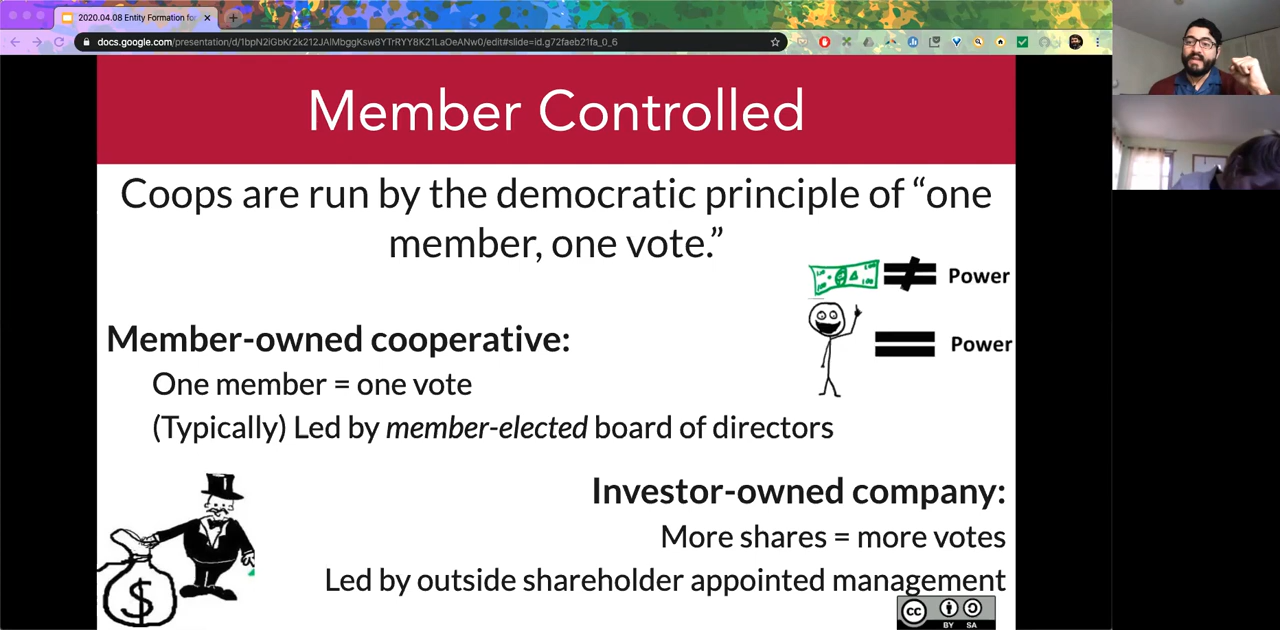 2020.04.08 Entity Formation for
docs.google.com/presentation/d/1bpN2iGbKr2k212JAlMbggKsw8YTrRYY8K21LaOeANw0/edit#slide=id.g72faeb21fa_0_6
Member Controlled
Coops are run by the democratic principle of “one
member, one vote.”
Power
Power
Member-owned cooperative:
One member = one vote
(Typically) Led by member-elected board of directors
Investor-owned company:
More shares = more votes
Led by outside shareholder appointed management
$
cc
BY SA